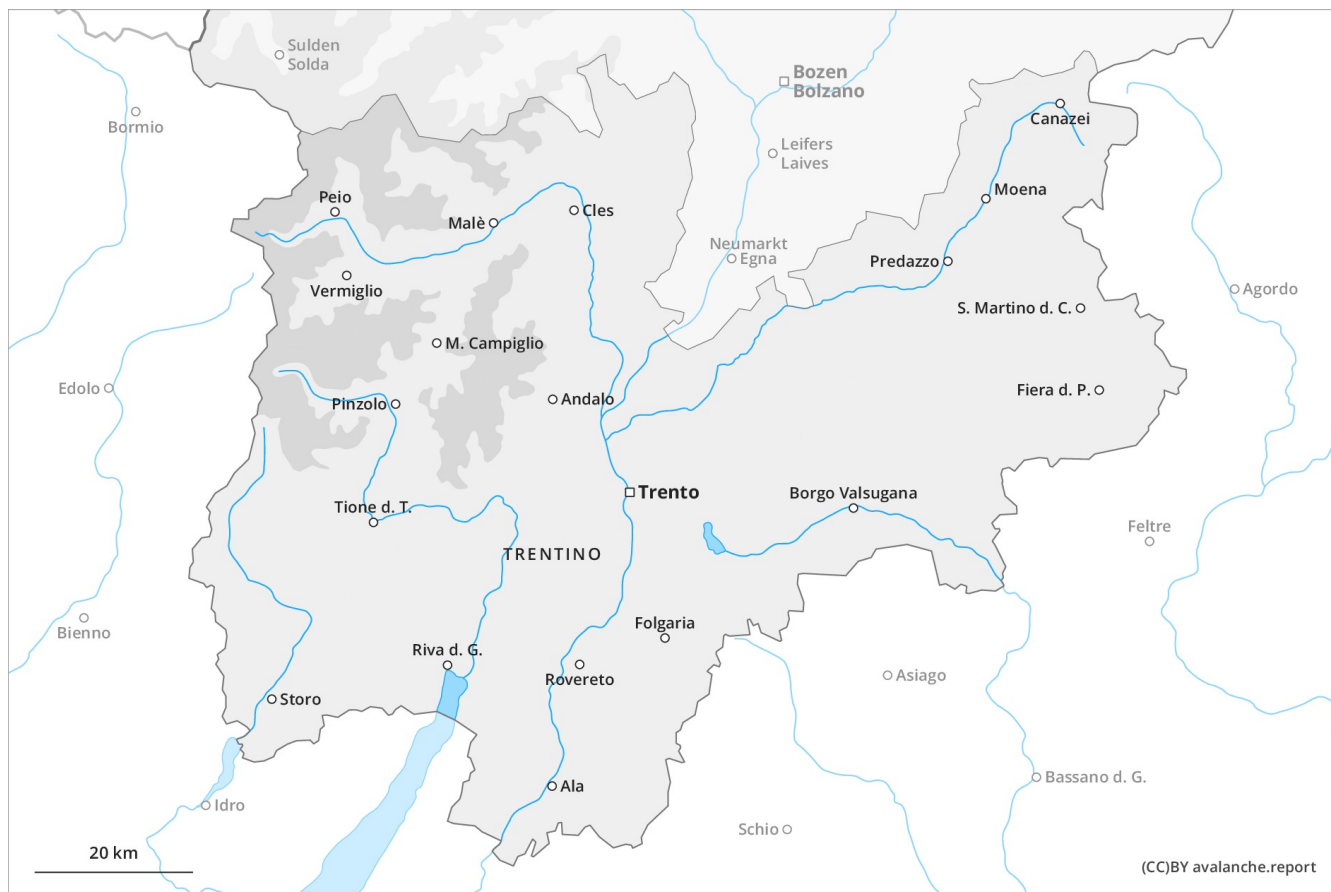 Sulden
Solda
Bozen
Bolzano
Bormio
Canazei
Leifers
Laives
Peio
Moena
Malè
Cles
Neumarkt
Egna
Predazzo
Vermiglio
Agordo
S. Martino d. C.
M. Campiglio
Edolo
Fiera d. P.
Pinzolo
Andalo
Trento
Borgo Valsugana
Tione d. T.
Feltre
TRENTINO
Bienno
Folgaria
Riva d. G.
Asiago
Rovereto
Storo
Bassano d. G.
Ala
Idro
Schio
20 km
(CC)BY avalanche.report